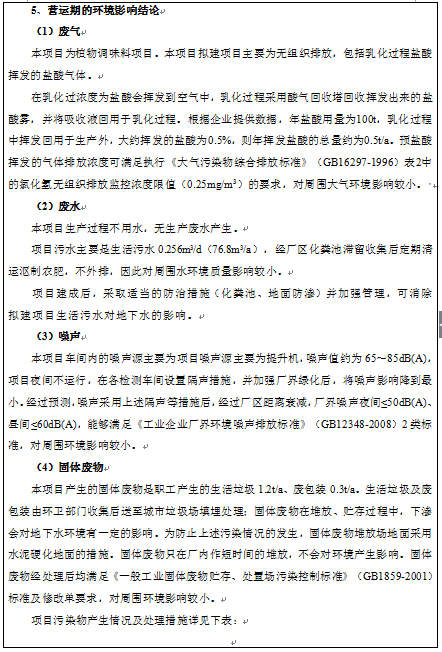 5、营运期的环境影响结论
（1）废气
本项目为植物调味料项目。本项目拟建项目主要为无组织排放，包括乳化过程盐酸
挥发的盐酸气体。
在乳化过浓度为盐酸会挥发到空气中，乳化过程采用酸气回收塔回收挥发出来的盐
酸雾，并将吸收液回用于乳化过程。根据企业提供数据，年盐酸用量为100t，乳化过程
中挥发回用于生产外，大约挥发的盐酸为0.5%，则年挥发盐酸的总量约为0.5t/a。预盐酸
挥发的气体排放浓度可满足执行《大气污染物综合排放标准》（GB16297-1996）表2中
的氯化氢无组织排放监控浓度限值（0.25mg/m³）的要求，对周围大气环境影响较小。
（2）废水
本项目生产过程不用水，无生产废水产生。
项目污水主要是生活污水 0.256m³/d（76.8m³/a），经厂区化粪池滞留收集后定期清
运沤制农肥，不外排，因此对周围水环境质量影响较小。
项目建成后，采取适当的防治措施（化粪池、地面防渗）并加强管理，可消除
拟建项目生活污水对地下水的影响。
（3）噪声
本项目车间内的噪声源主要为项目噪声源主要为提升机，噪声值约为 65～85dB(A)，
项目夜间不运行，在各检测车间设置隔声措施，并加强厂界绿化后，将噪声影响降到最
小。经过预测，噪声采用上述隔声等措施后，经过厂区距离衰减，厂界噪声夜间≤50dB(A)、
昼间≤60dB(A)，能够满足《工业企业厂界环境噪声排放标准》（GB12348-2008）2 类标
准，对周围环境影响较小。
（4）固体废物
本项目产生的固体废物是职工产生的生活垃圾 1.2t/a、废包装 0.3t/a。生活垃圾及废
包装由环卫部门收集后送至城市垃圾场填埋处理；固体废物在堆放、贮存过程中，下渗
会对地下水环境有一定的影响。为防止上述污染情况的发生，固体废物堆放场地面采用
水泥硬化地面的措施。固体废物只在厂内作短时间的堆放，不会对环境产生影响。固体
废物经处理后均满足《一般工业固体废物贮存、处置场污染控制标准》（GB1859-2001）
标准及修改单要求，对周围环境影响较小。
项目污染物产生情况及处理措施详见下表：